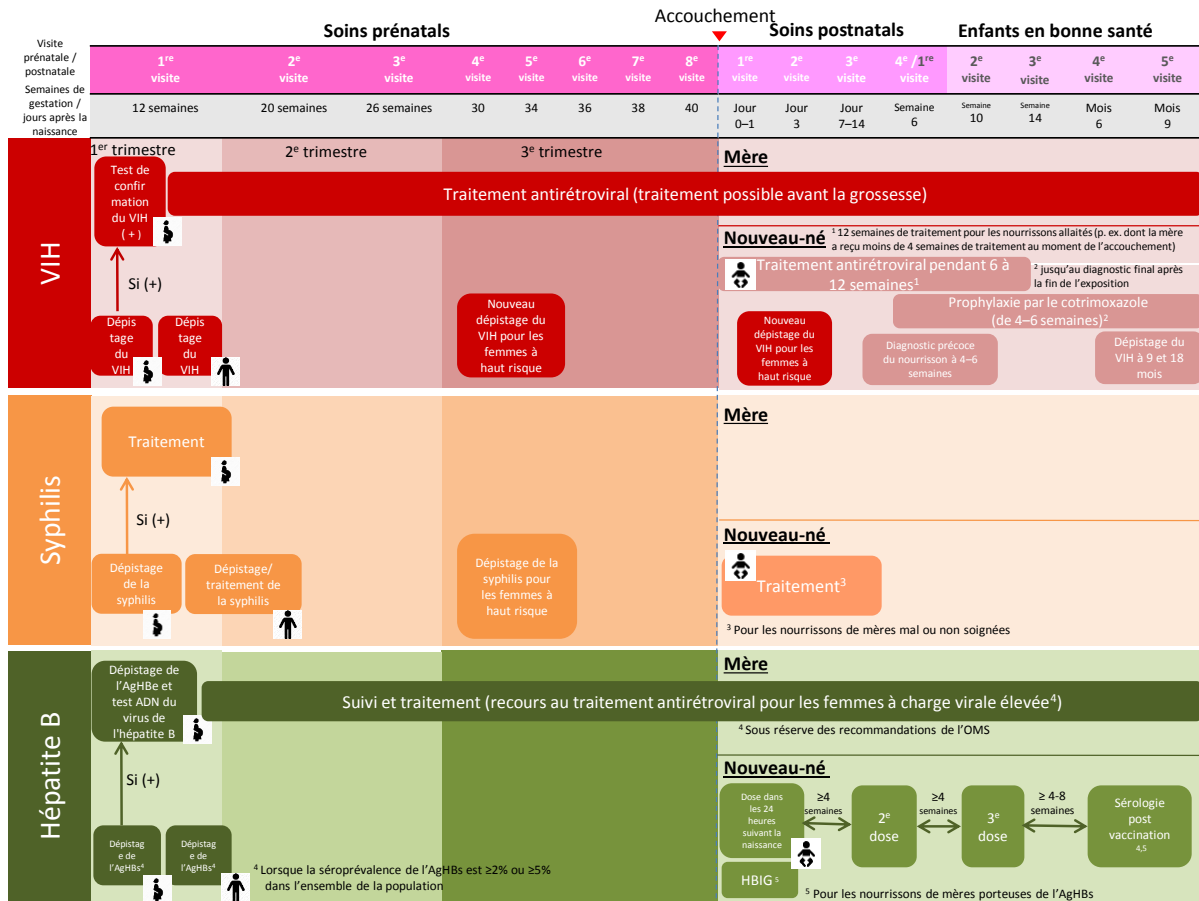 Accouchement
Soins prénatals
Soins postnatals
Enfants en bonne santé
Visite
prénatale /
postnatale
1re
visite
2e
visite
3e
visite
4e
visite
5e
visite
6e
visite
7e
visite
8e
visite
1re
visite
2e
visite
3e
visite
4e /1re
visite
2e
visite
3e
visite
4e
visite
5e
visite
Semaines de
gestation /
jours après la
naissance
12 semaines
20 semaines
26 semaines
30
34
36
38
40
Jour
0–1
Jour
3
Jour
7–14
Semaine
6
Semaine
10
Semaine
14
Mois
6
Mois
9
VIH
1er trimestre
2e trimestre
3e trimestre
Mère
Test de
confir
mation
du VIH
( + )
Traitement antirétroviral (traitement possible avant la grossesse)
Si (+)
Dépis
tage
du
VIH
Dépis
tage
du
VIH
Nouveau
dépistage du
VIH pour les
femmes à
haut risque
Nouveau-né
1 12 semaines de traitement pour les nourrissons allaités (p. ex. dont la mère
a reçu moins de 4 semaines de traitement au moment de l’accouchement)
Traitement antirétroviral pendant 6 à
12 semaines1
2 jusqu’au diagnostic final après
la fin de l’exposition
Prophylaxie par le cotrimoxazole
(de 4–6 semaines)2
Nouveau
dépistage du
VIH pour les
femmes à
haut risque
Diagnostic précoce
du nourrison à 4–6
semaines
Dépistage du
VIH à 9 et 18
mois
Syphilis
Mère
Traitement
Si (+)
Dépistage
de la
syphilis
Dépistage/
traitement de
la syphilis
Dépistage de la
syphilis pour
les femmes à
haut risque
Nouveau-né
Traitement3
3 Pour les nourrissons de mères mal ou non soignées
Hépatite B
Mère
Dépistage de
l’AgHBe et
test ADN du
virus de
l'hépatite B
Suivi et traitement (recours au traitement antirétroviral pour les femmes à charge virale élevée4)
4 Sous réserve des recommandations de l’OMS
Si (+)
Dépistag
e de
l’AgHBs4
Dépistag
e de
l’AgHBs4
4 Lorsque la séroprévalence de l’AgHBs est ≥2% ou ≥5%
dans l’ensemble de la population
Nouveau-né
Dose dans
les 24
heures
suivant la
naissance
≥4
semaines
2e
dose
≥4
semaines
3e
dose
≥ 4-8
semaines
Sérologie
post
vaccination
4,5
HBIG 5
5 Pour les nourrissons de mères porteuses de l’AgHBs